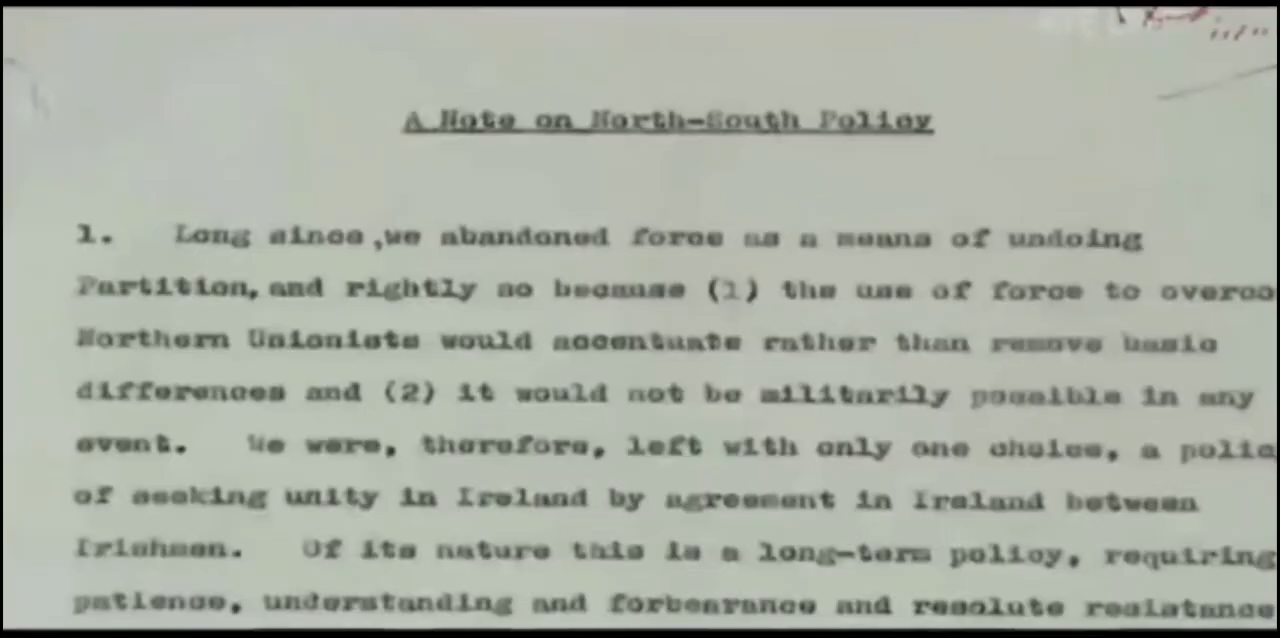 A Note on North-South Policy
1. Long since, we abandoned force as a means of undoing
Partition, and rightly so because (1) the use of force to overco
Northern Unionists would accentuate rather than remove basic
differences and (2) it would not be militarily possible in any
event. We were, therefore, left with only one choice, a polic
of seeking unity in Ireland by agreement in Ireland between
Irishmen. Of its nature this is a long-term policy, requiring
patience, understanding and forbearance and resolute resistance